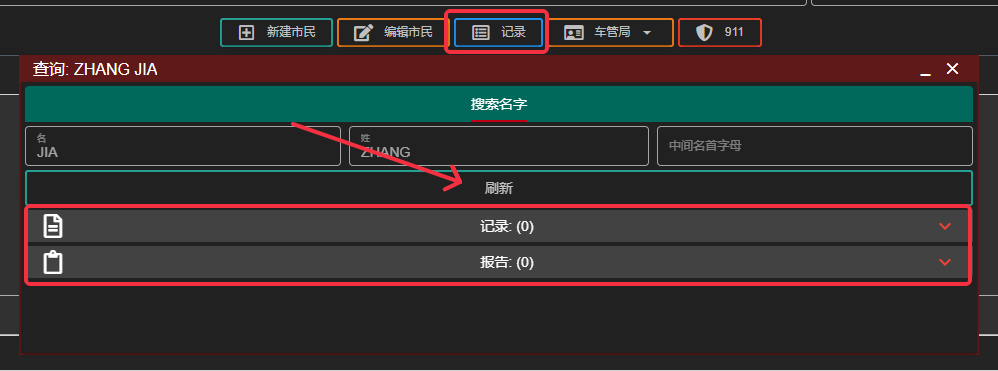 新建市民 编辑市民 记录 车管局 911
查询: ZHANG JIA
搜索名字
名 姓
JIA ZHANG 中间名首字母
刷新
记录: (0)
报告: (0)